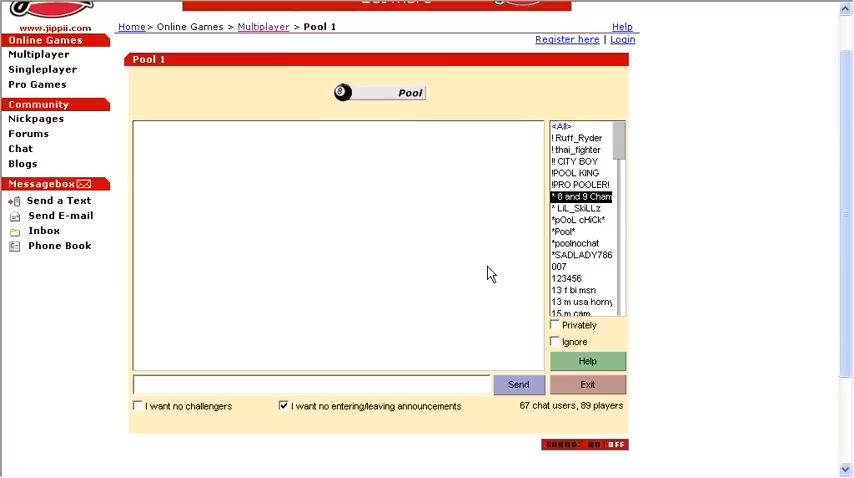 www.jippii.com
Home > Online Games > Multiplayer > Pool 1
Help
Register here | Login
Online Games
Multiplayer
Singleplayer
Pro Games
Community
Nickpages
Forums
Chat
Blogs
Messagebox
Send a Text
Send E-mail
Inbox
Phone Book
Pool 1
8 Pool
<All>
! Ruff_Ryder
! thai_fighter
!! CITY BOY
!POOL KING
!PRO POOLER!
* 8 and 9 Cham
* LiL_SkiLLz
*pOoL cHiCk*
*Pool*
*poolnochat
*SADLADY786
007
123456
13 f bi msn
13 m usa horny
15 m cam
Privately
Ignore
Help
Send
Exit
I want no challengers
I want no entering/leaving announcements
67 chat users, 89 players
SOUND: ON OFF